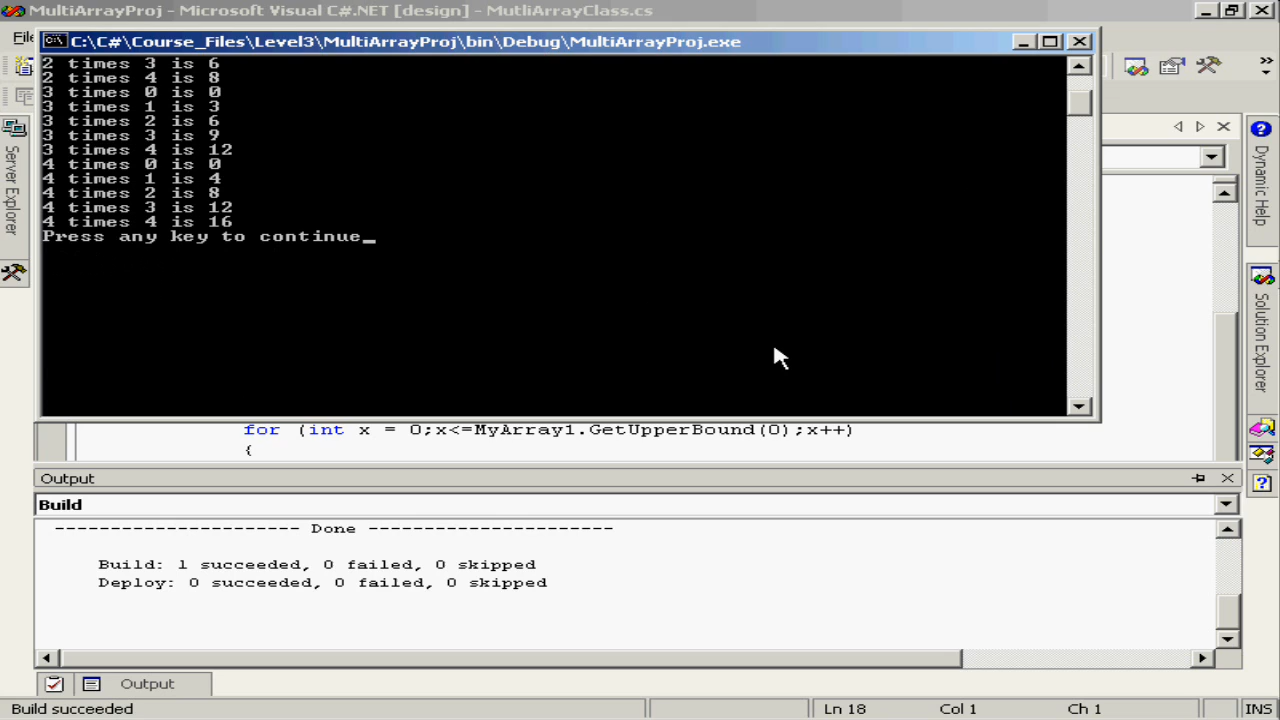 MultiArrayProj - Microsoft Visual C#.NET [design] - MutliArrayClass.cs
File
C:\C#\Course_Files\Level3\MultiArrayProj\bin\Debug\MultiArrayProj.exe
2 times 3 is 6
2 times 4 is 8
3 times 0 is 0
3 times 1 is 3
3 times 2 is 6
3 times 3 is 9
3 times 4 is 12
4 times 0 is 0
4 times 1 is 4
4 times 2 is 8
4 times 3 is 12
4 times 4 is 16
Press any key to continue_
Server Explorer
Dynamic Help
Solution Explorer
for (int x = 0;x<=MyArray1.GetUpperBound(0);x++)
{
Output
Build
---------------------- Done ----------------------
Build: 1 succeeded, 0 failed, 0 skipped
Deploy: 0 succeeded, 0 failed, 0 skipped
Output
Build succeeded
Ln 18
Col 1
Ch 1
INS